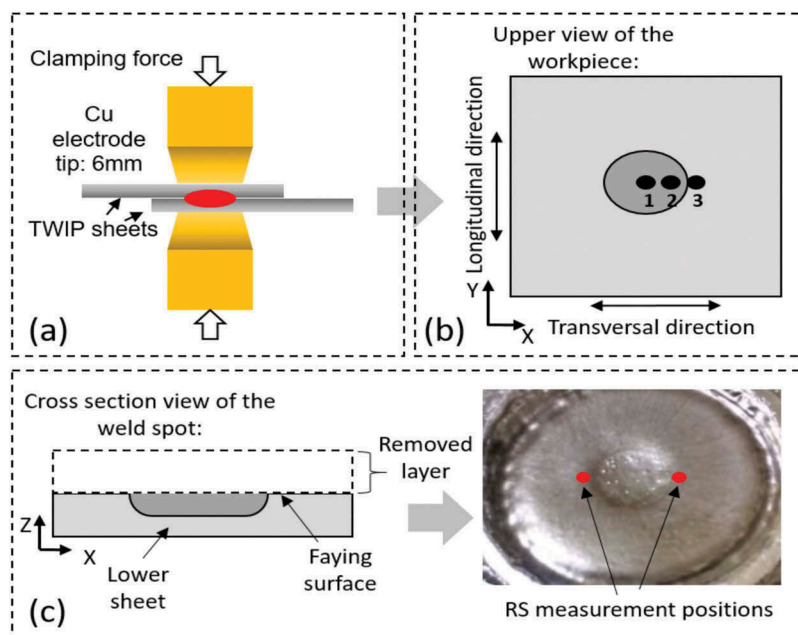 Clamping force
Cu
electrode
tip: 6mm
TWIP sheets
(a)
Upper view of the
workpiece:
Longitudinal direction
1 2 3
Y
X
Transversal direction
(b)
Cross section view of the
weld spot:
Removed
layer
Z
X
Lower
sheet
Faying
surface
(c)
RS measurement positions